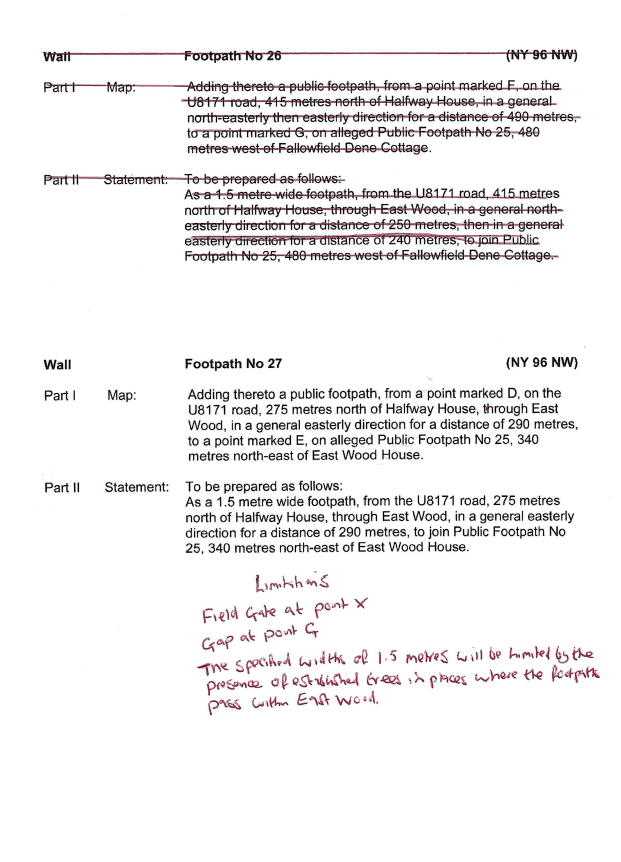 Wall Footpath No 26 (NY 96 NW)
Part I Map: Adding thereto a public footpath, from a point marked F, on the
U8171 road, 415 metres north of Halfway House, in a general
north-easterly then easterly direction for a distance of 490 metres,
to a point marked G, on alleged Public Footpath No 25, 480
metres west of Fallowfield Dene Cottage.
Part II Statement: To be prepared as follows:
As a 1.5 metre wide footpath, from the U8171 road, 415 metres
north of Halfway House, through East Wood, in a general north-
easterly direction for a distance of 250 metres, then in a general
easterly direction for a distance of 240 metres, to join Public
Footpath No 25, 480 metres west of Fallowfield Dene Cottage.
Wall Footpath No 27 (NY 96 NW)
Part I Map: Adding thereto a public footpath, from a point marked D, on the
U8171 road, 275 metres north of Halfway House, through East
Wood, in a general easterly direction for a distance of 290 metres,
to a point marked E, on alleged Public Footpath No 25, 340
metres north-east of East Wood House.
Part II Statement: To be prepared as follows:
As a 1.5 metre wide footpath, from the U8171 road, 275 metres
north of Halfway House, through East Wood, in a general easterly
direction for a distance of 290 metres, to join Public Footpath No
25, 340 metres north-east of East Wood House.
Limitations
Field Gate at point X
Gap at point G
The specified widths of 1.5 metres will be limited by the
presence of established trees in places where the footpaths
pass within East Wood.